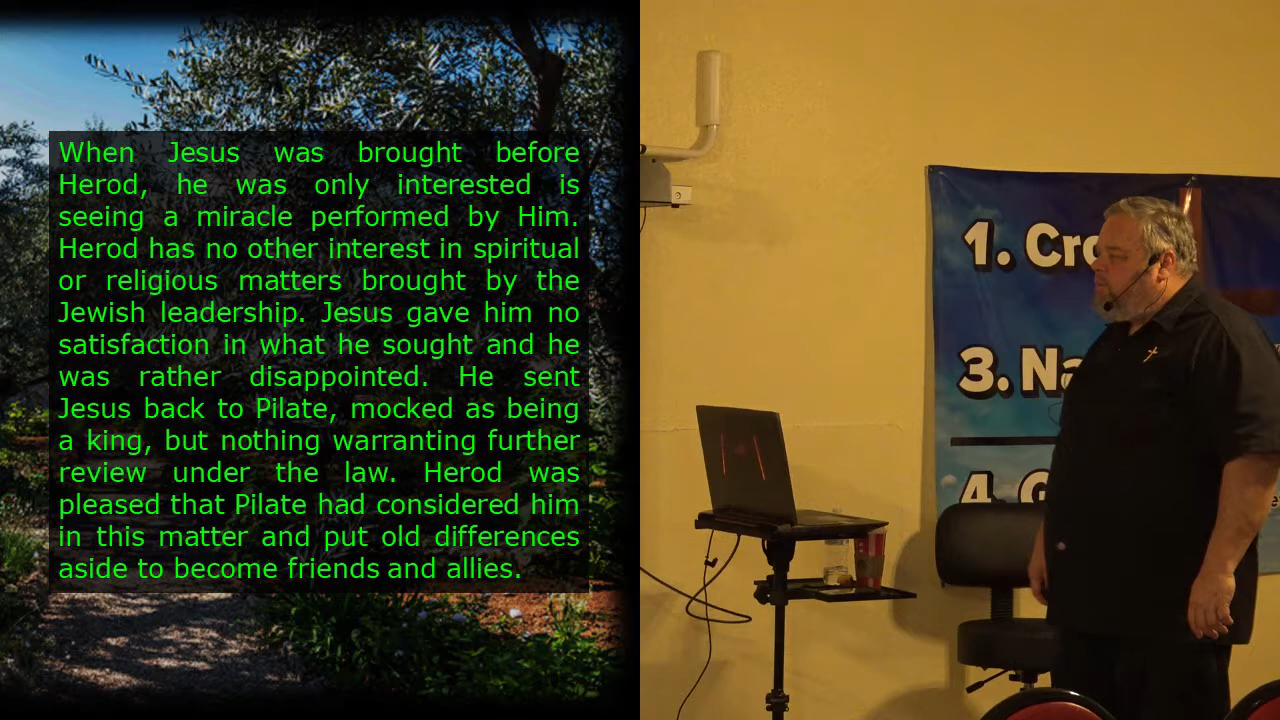 When Jesus was brought before
Herod, he was only interested is
seeing a miracle performed by Him.
Herod has no other interest in spiritual
or religious matters brought by the
Jewish leadership. Jesus gave him no
satisfaction in what he sought and he
was rather disappointed. He sent
Jesus back to Pilate, mocked as being
a king, but nothing warranting further
review under the law. Herod was
pleased that Pilate had considered him
in this matter and put old differences
aside to become friends and allies.
1. Cro
3. Na
4. G